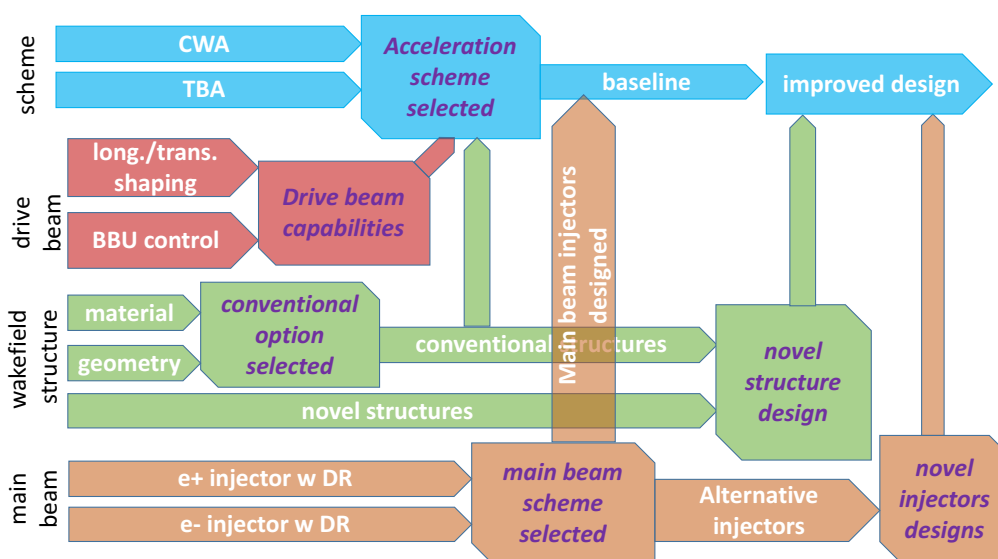 scheme
CWA
TBA
Acceleration
scheme
selected
baseline
improved design
drive
beam
long./trans.
shaping
BBU control
Drive beam
capabilities
Main beam injectors
designed
wakefield
structure
material
geometry
conventional
option
selected
conventional structures
novel structures
novel
structure
design
main
beam
e+ injector w DR
e- injector w DR
main beam
scheme
selected
Alternative
injectors
novel
injectors
designs